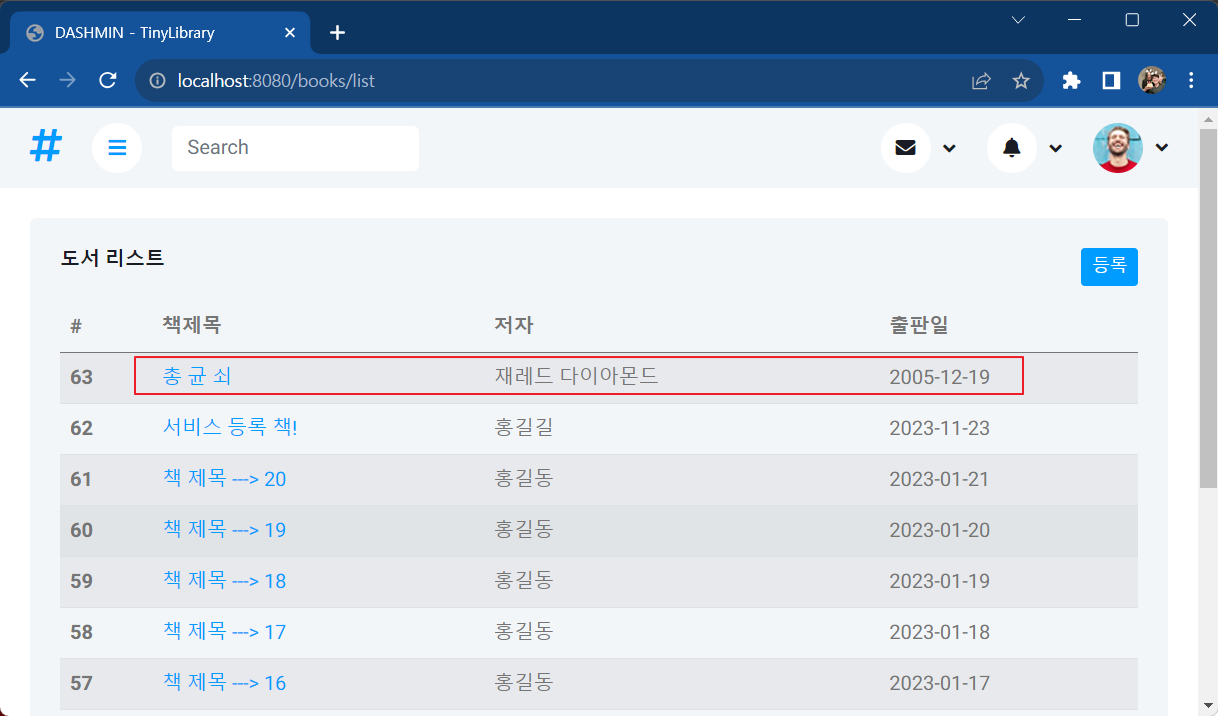 DASHMIN - TinyLibrary
localhost:8080/books/list
#
Search
도서 리스트
등록
# 책제목 저자 출판일
63 총 균 쇠 재레드 다이아몬드 2005-12-19
62 서비스 등록 책! 홍길길 2023-11-23
61 책 제목 ---> 20 홍길동 2023-01-21
60 책 제목 ---> 19 홍길동 2023-01-20
59 책 제목 ---> 18 홍길동 2023-01-19
58 책 제목 ---> 17 홍길동 2023-01-18
57 책 제목 ---> 16 홍길동 2023-01-17